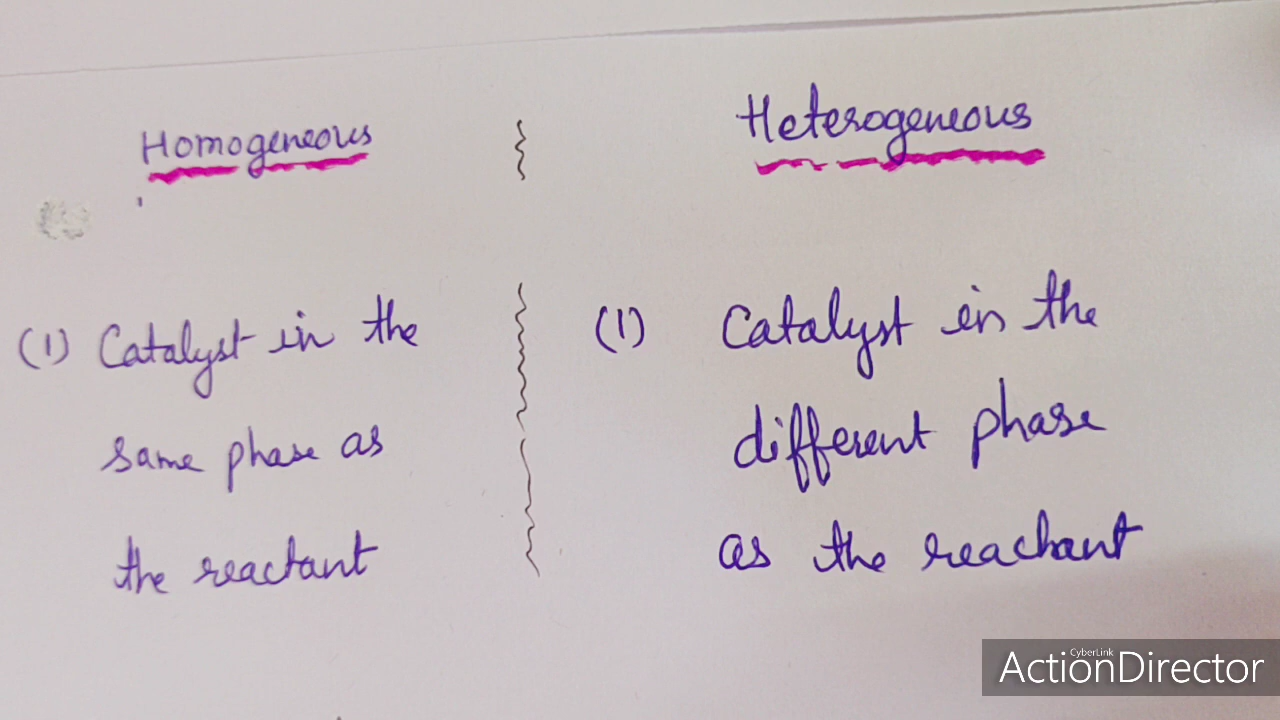 Homogeneous
Heterogeneous
(1) Catalyst in the
same phase as
the reactant
(1) Catalyst in the
different phase
as the reactant
CyberLink
ActionDirector